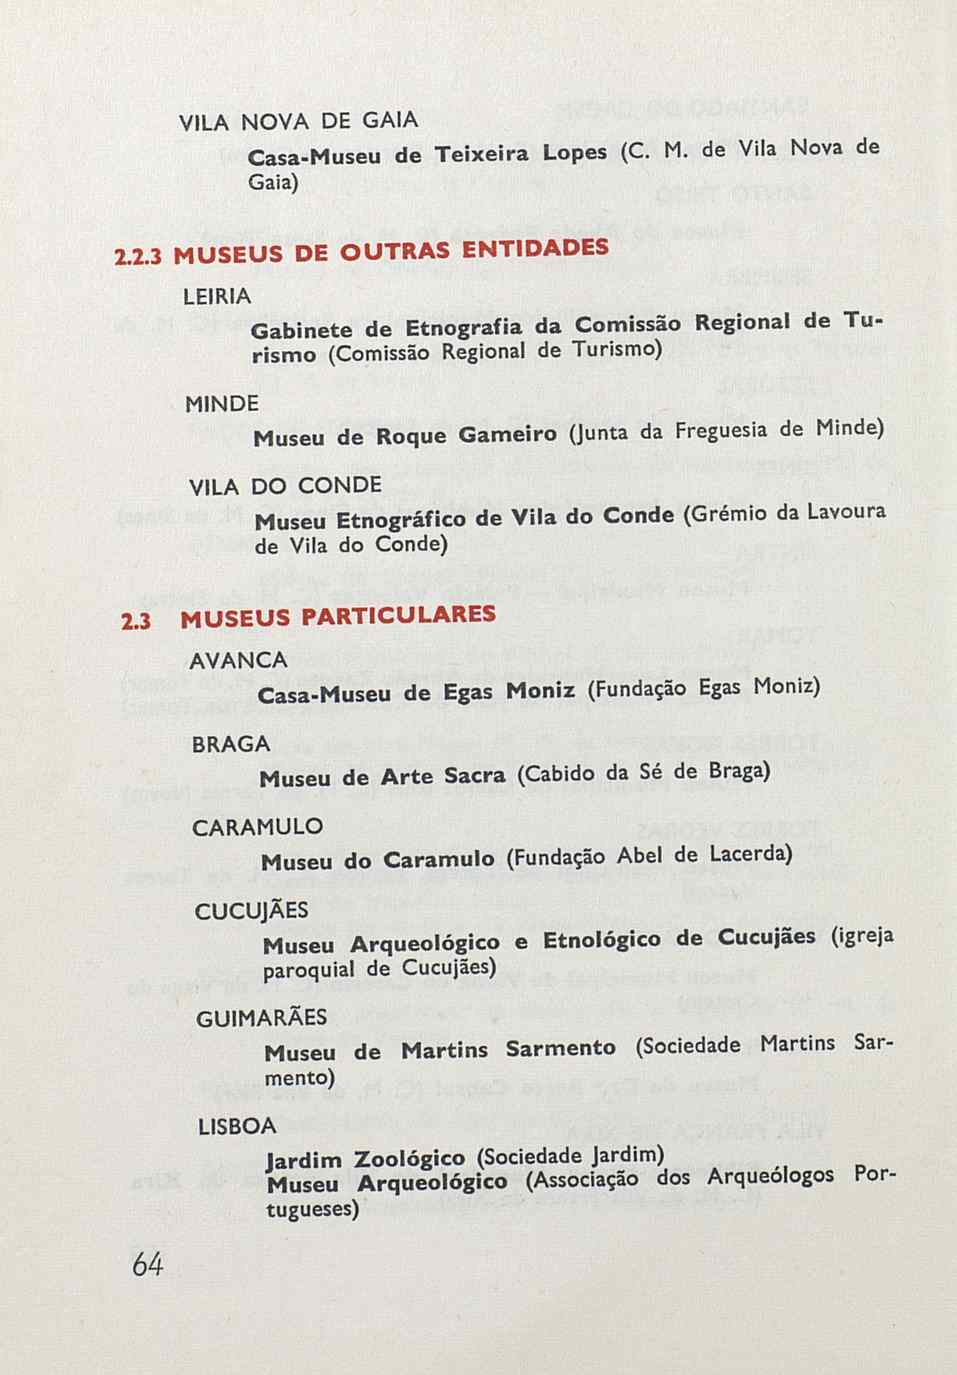 VILA NOVA DE GAIA
Casa-Museu de Teixeira Lopes (C. M. de Vila Nova de
Gaia)
2.2.3 MUSEUS DE OUTRAS ENTIDADES
LEIRIA
Gabinete de Etnografia da Comissão Regional de Tu-
rismo (Comissão Regional de Turismo)
MINDE
Museu de Roque Gameiro (Junta da Freguesia de Minde)
VILA DO CONDE
Museu Etnográfico de Vila do Conde (Grémio da Lavoura
de Vila do Conde)
2.3 MUSEUS PARTICULARES
AVANCA
Casa-Museu de Egas Moniz (Fundação Egas Moniz)
BRAGA
Museu de Arte Sacra (Cabido da Sé de Braga)
CARAMULO
Museu do Caramulo (Fundação Abel de Lacerda)
CUCUJÃES
Museu Arqueológico e Etnológico de Cucujães (igreja
paroquial de Cucujães)
GUIMARÃES
Museu de Martins Sarmento (Sociedade Martins Sar-
mento)
LISBOA
Jardim Zoológico (Sociedade Jardim)
Museu Arqueológico (Associação dos Arqueólogos Por-
tugueses)
64